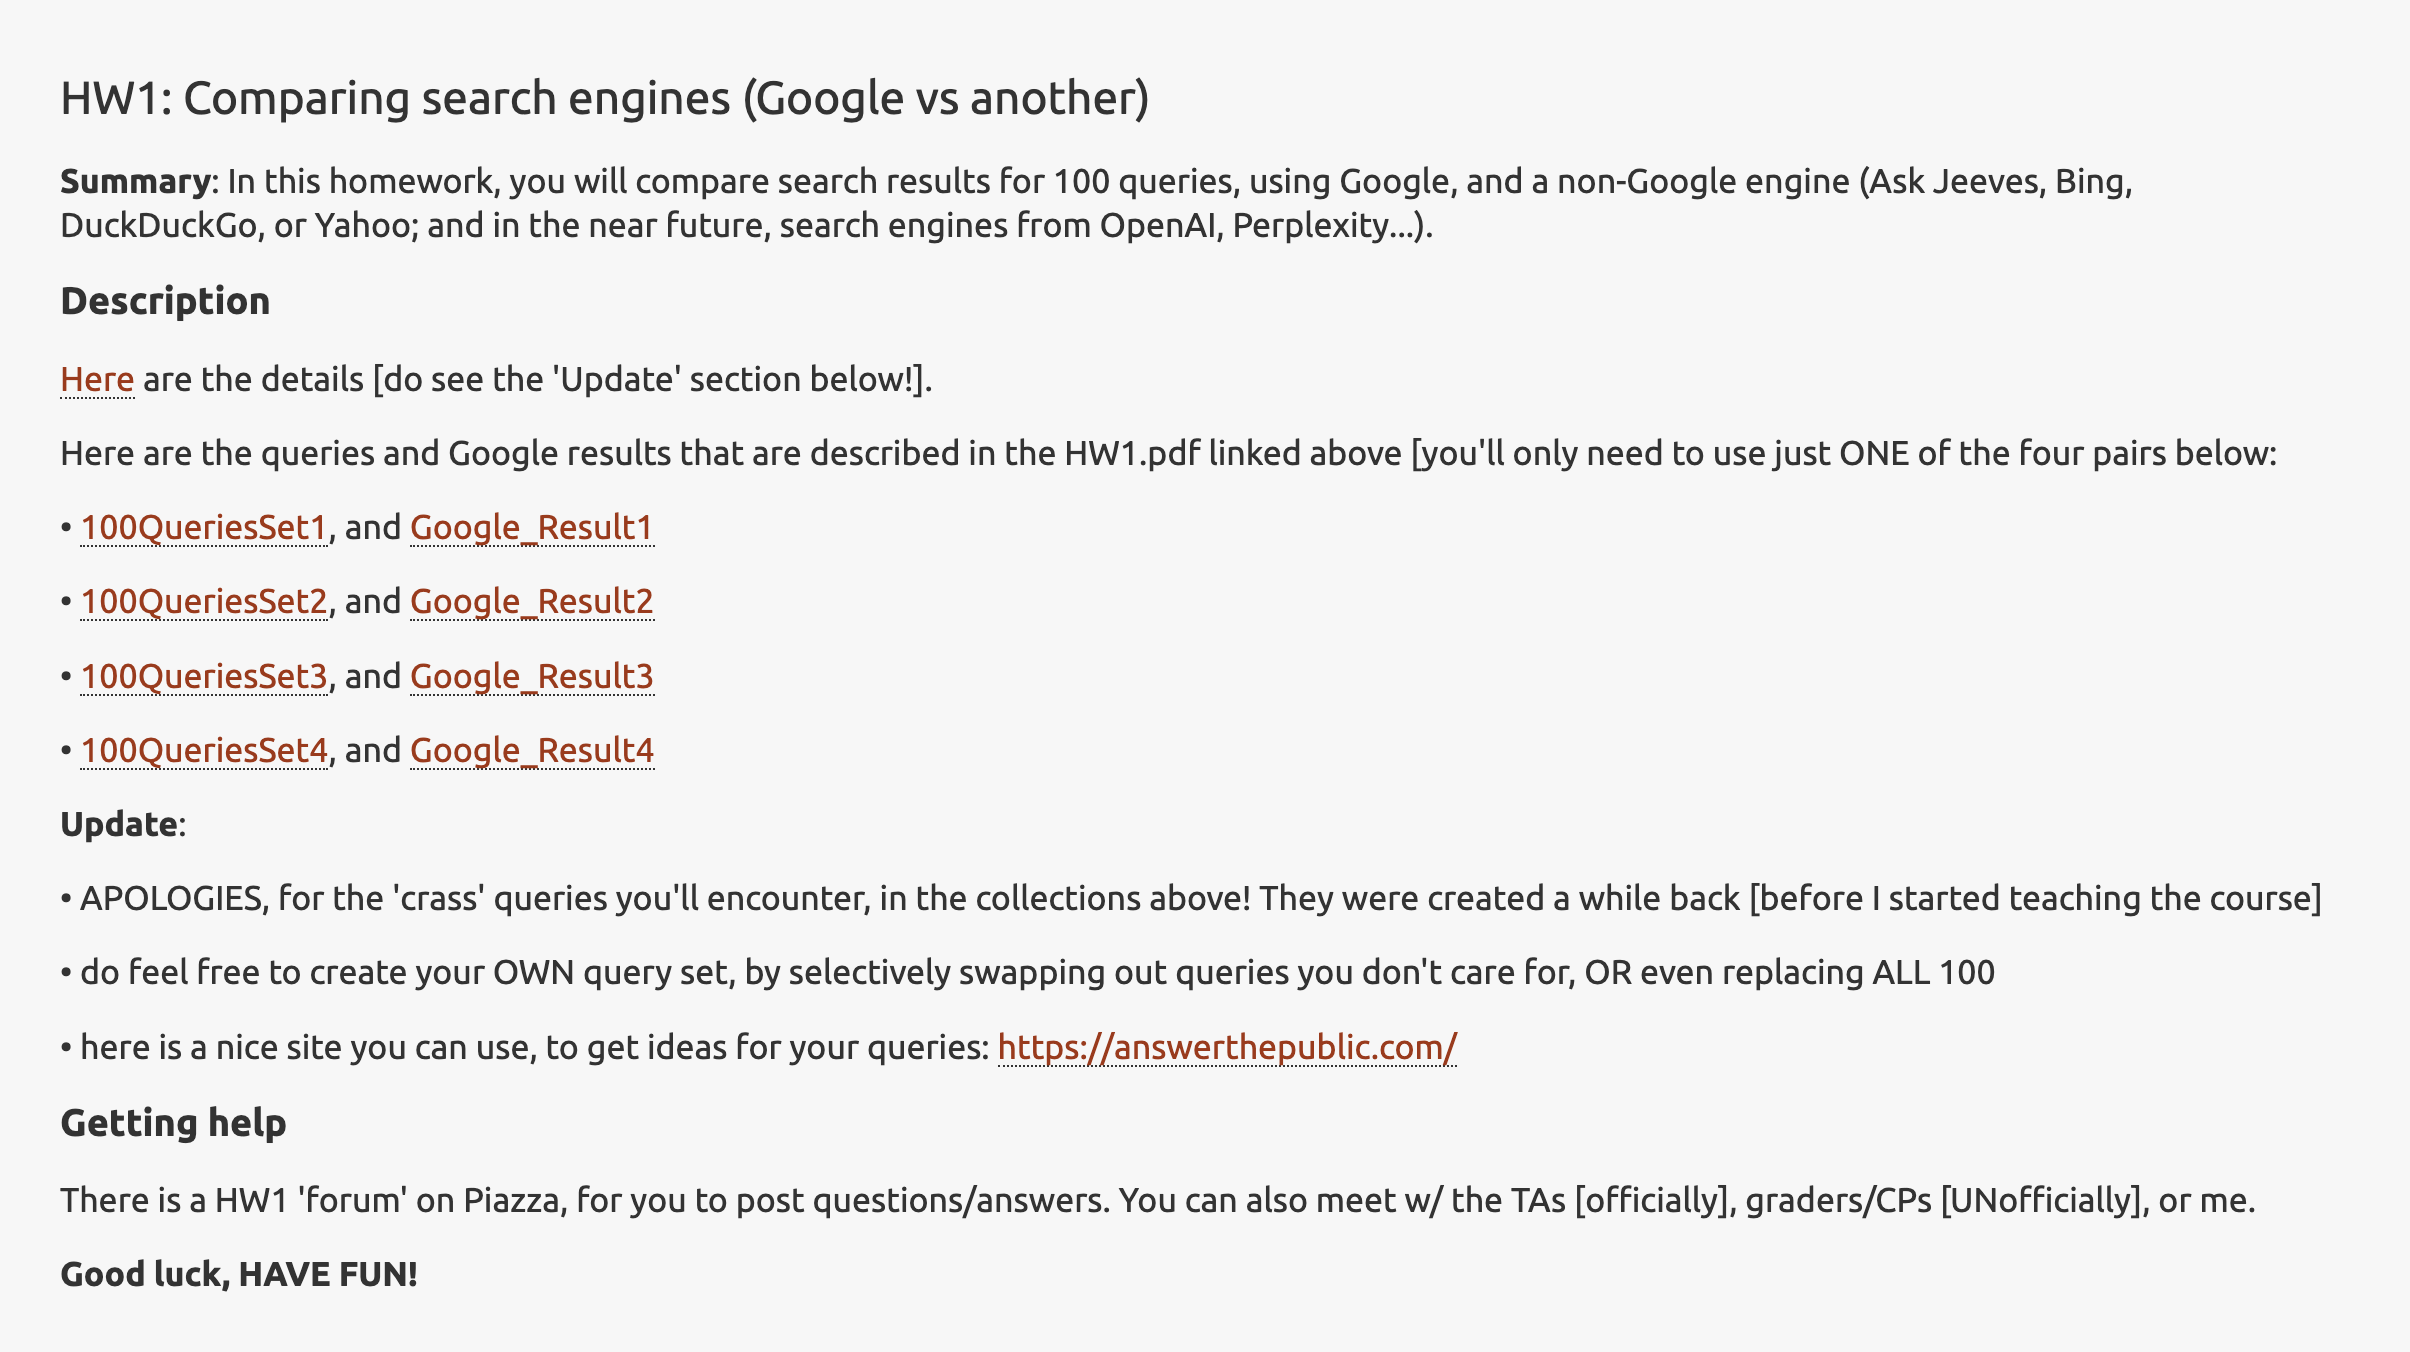 HW1: Comparing search engines (Google vs another)
Summary: In this homework, you will compare search results for 100 queries, using Google, and a non-Google engine (Ask Jeeves, Bing,
DuckDuckGo, or Yahoo; and in the near future, search engines from OpenAI, Perplexity...).
Description
Here are the details [do see the 'Update' section below!].
Here are the queries and Google results that are described in the HW1.pdf linked above [you'll only need to use just ONE of the four pairs below:
• 100QueriesSet1, and Google_Result1
• 100QueriesSet2, and Google_Result2
• 100QueriesSet3, and Google_Result3
• 100QueriesSet4, and Google_Result4
Update:
• APOLOGIES, for the 'crass' queries you'll encounter, in the collections above! They were created a while back [before I started teaching the course]
• do feel free to create your OWN query set, by selectively swapping out queries you don't care for, OR even replacing ALL 100
• here is a nice site you can use, to get ideas for your queries: https://answerthepublic.com/
Getting help
There is a HW1 'forum' on Piazza, for you to post questions/answers. You can also meet w/ the TAs [officially], graders/CPs [UNofficially], or me.
Good luck, HAVE FUN!